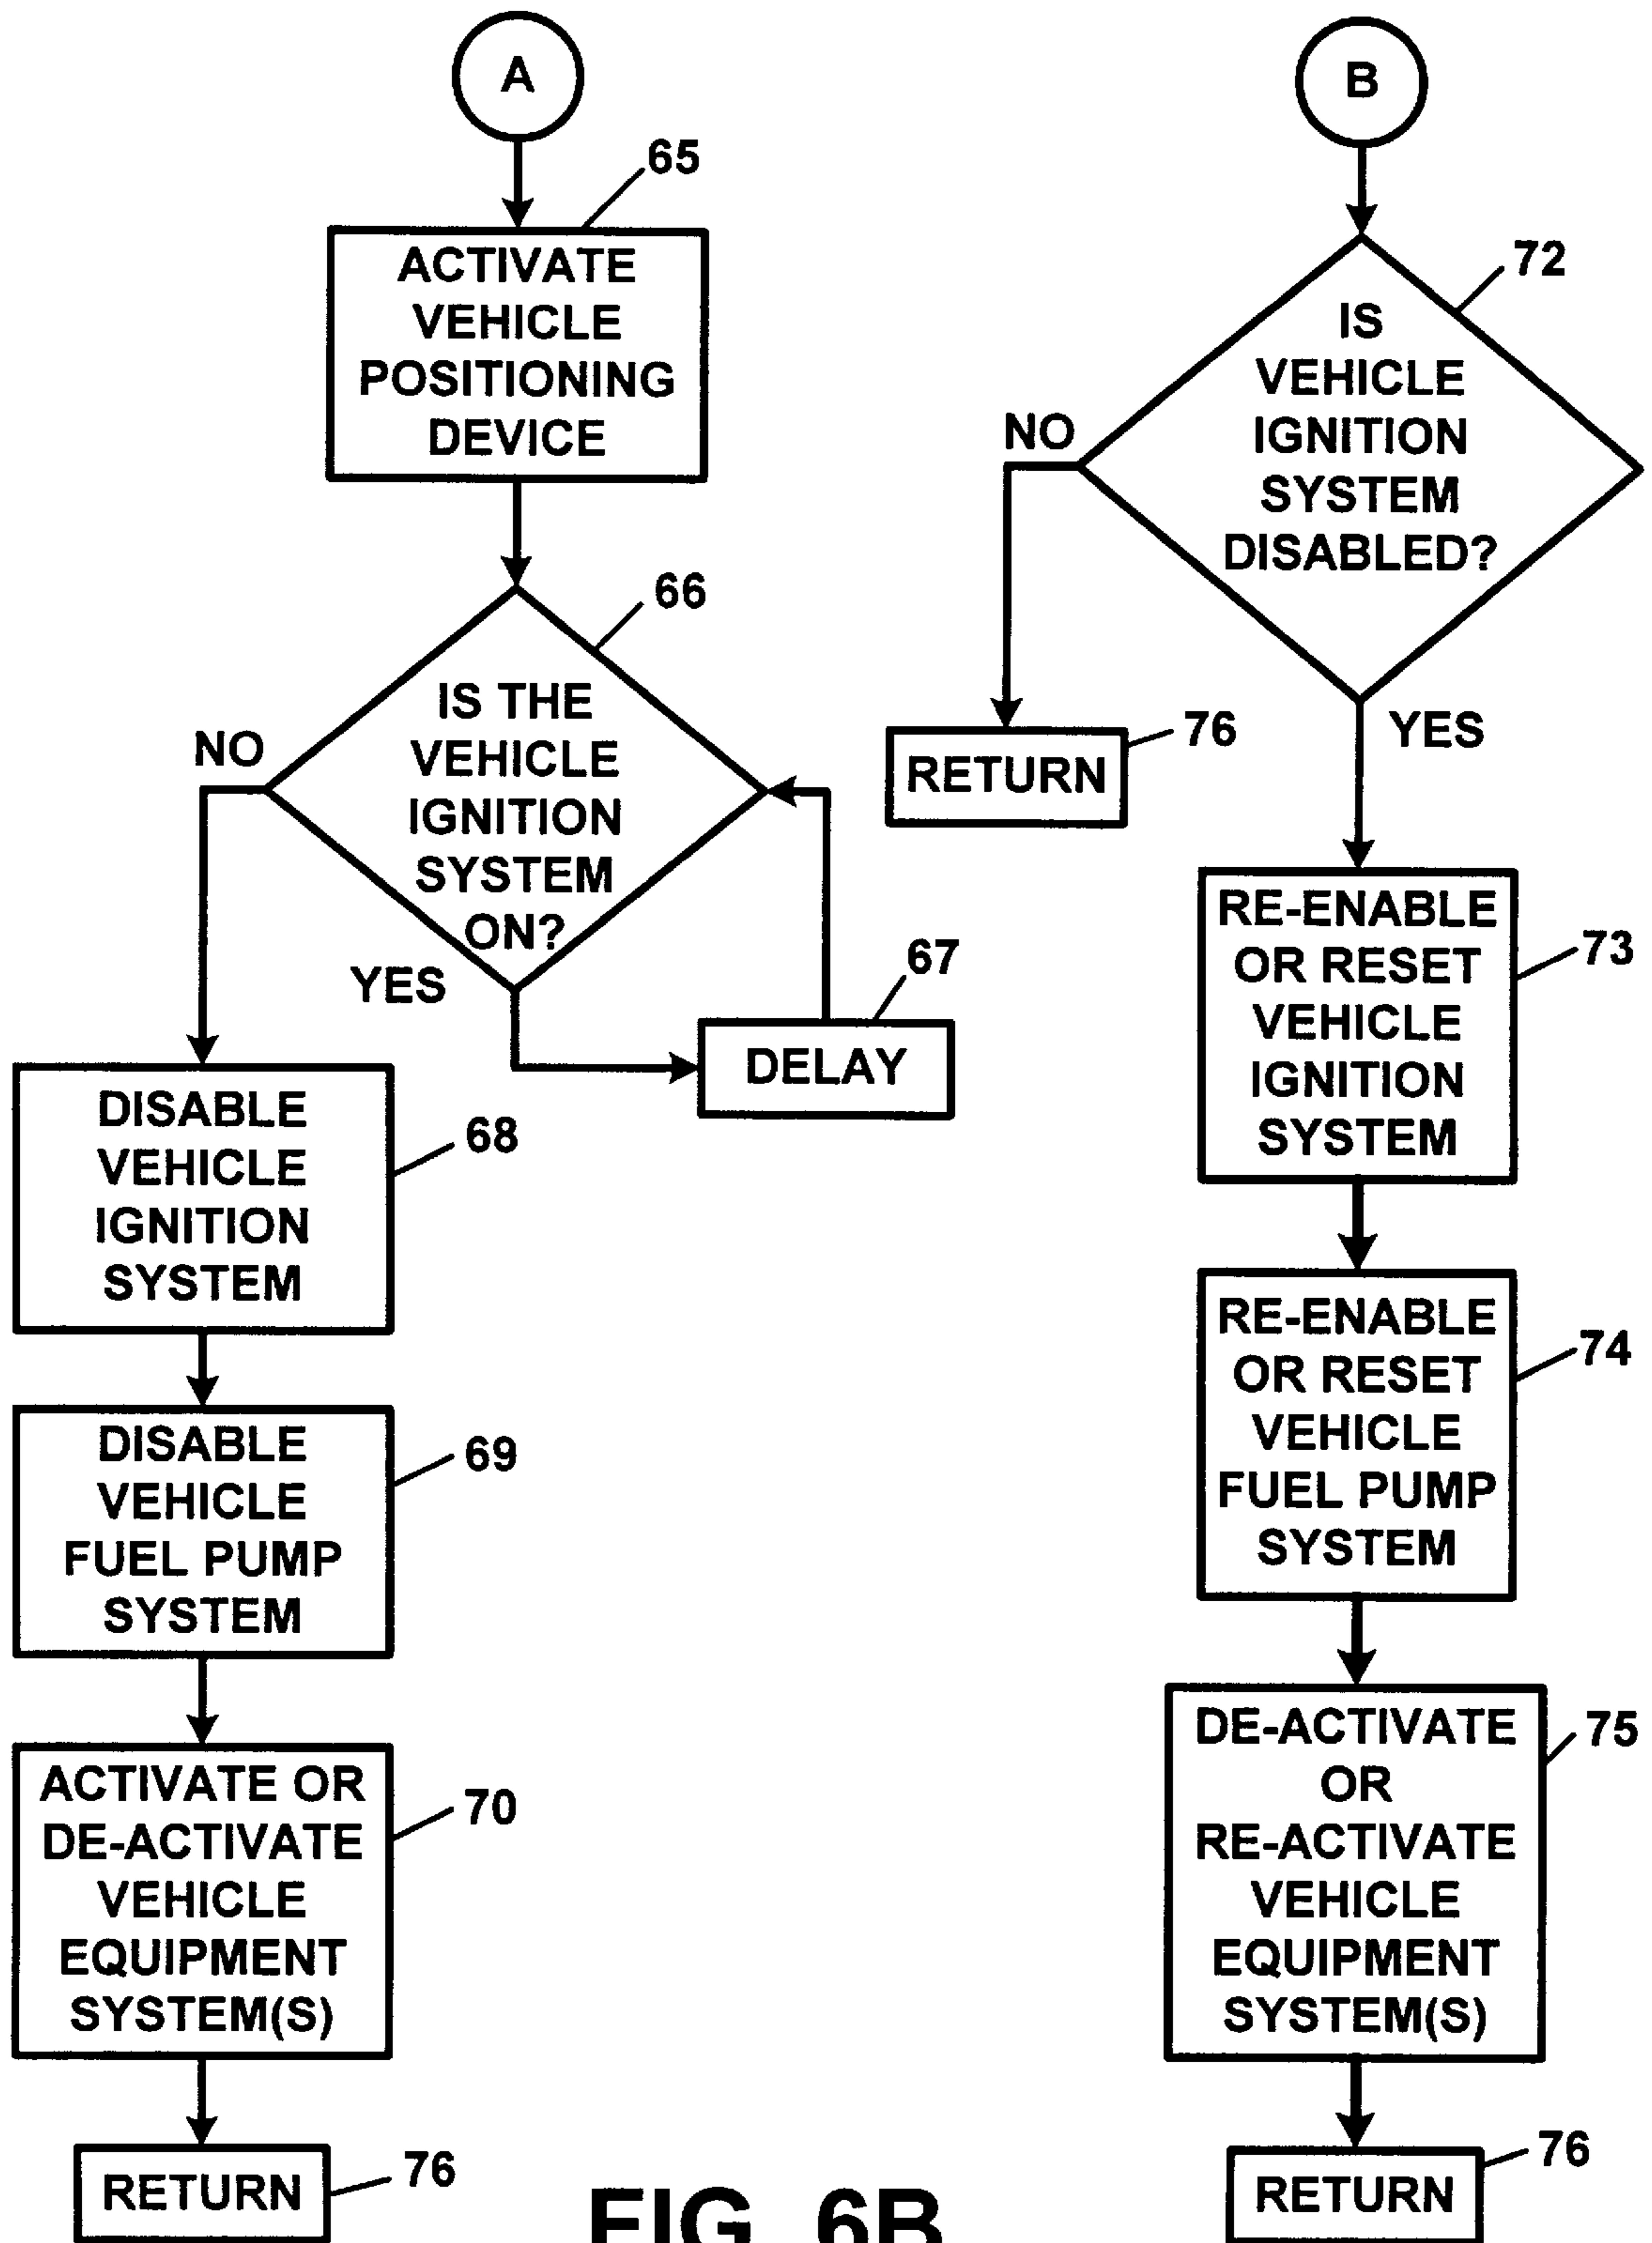 A
65
ACTIVATE
VEHICLE
POSITIONING
DEVICE
66
IS THE
VEHICLE
IGNITION
SYSTEM
ON?
NO
YES
67
DELAY
DISABLE
VEHICLE
IGNITION
SYSTEM
68
DISABLE
VEHICLE
FUEL PUMP
SYSTEM
69
ACTIVATE OR
DE-ACTIVATE
VEHICLE
EQUIPMENT
SYSTEM(S)
70
RETURN
76
B
72
IS
VEHICLE
IGNITION
SYSTEM
DISABLED?
NO
RETURN
76
YES
RE-ENABLE
OR RESET
VEHICLE
IGNITION
SYSTEM
73
RE-ENABLE
OR RESET
VEHICLE
FUEL PUMP
SYSTEM
74
DE-ACTIVATE
OR
RE-ACTIVATE
VEHICLE
EQUIPMENT
SYSTEM(S)
75
RETURN
76
FIG. 6B